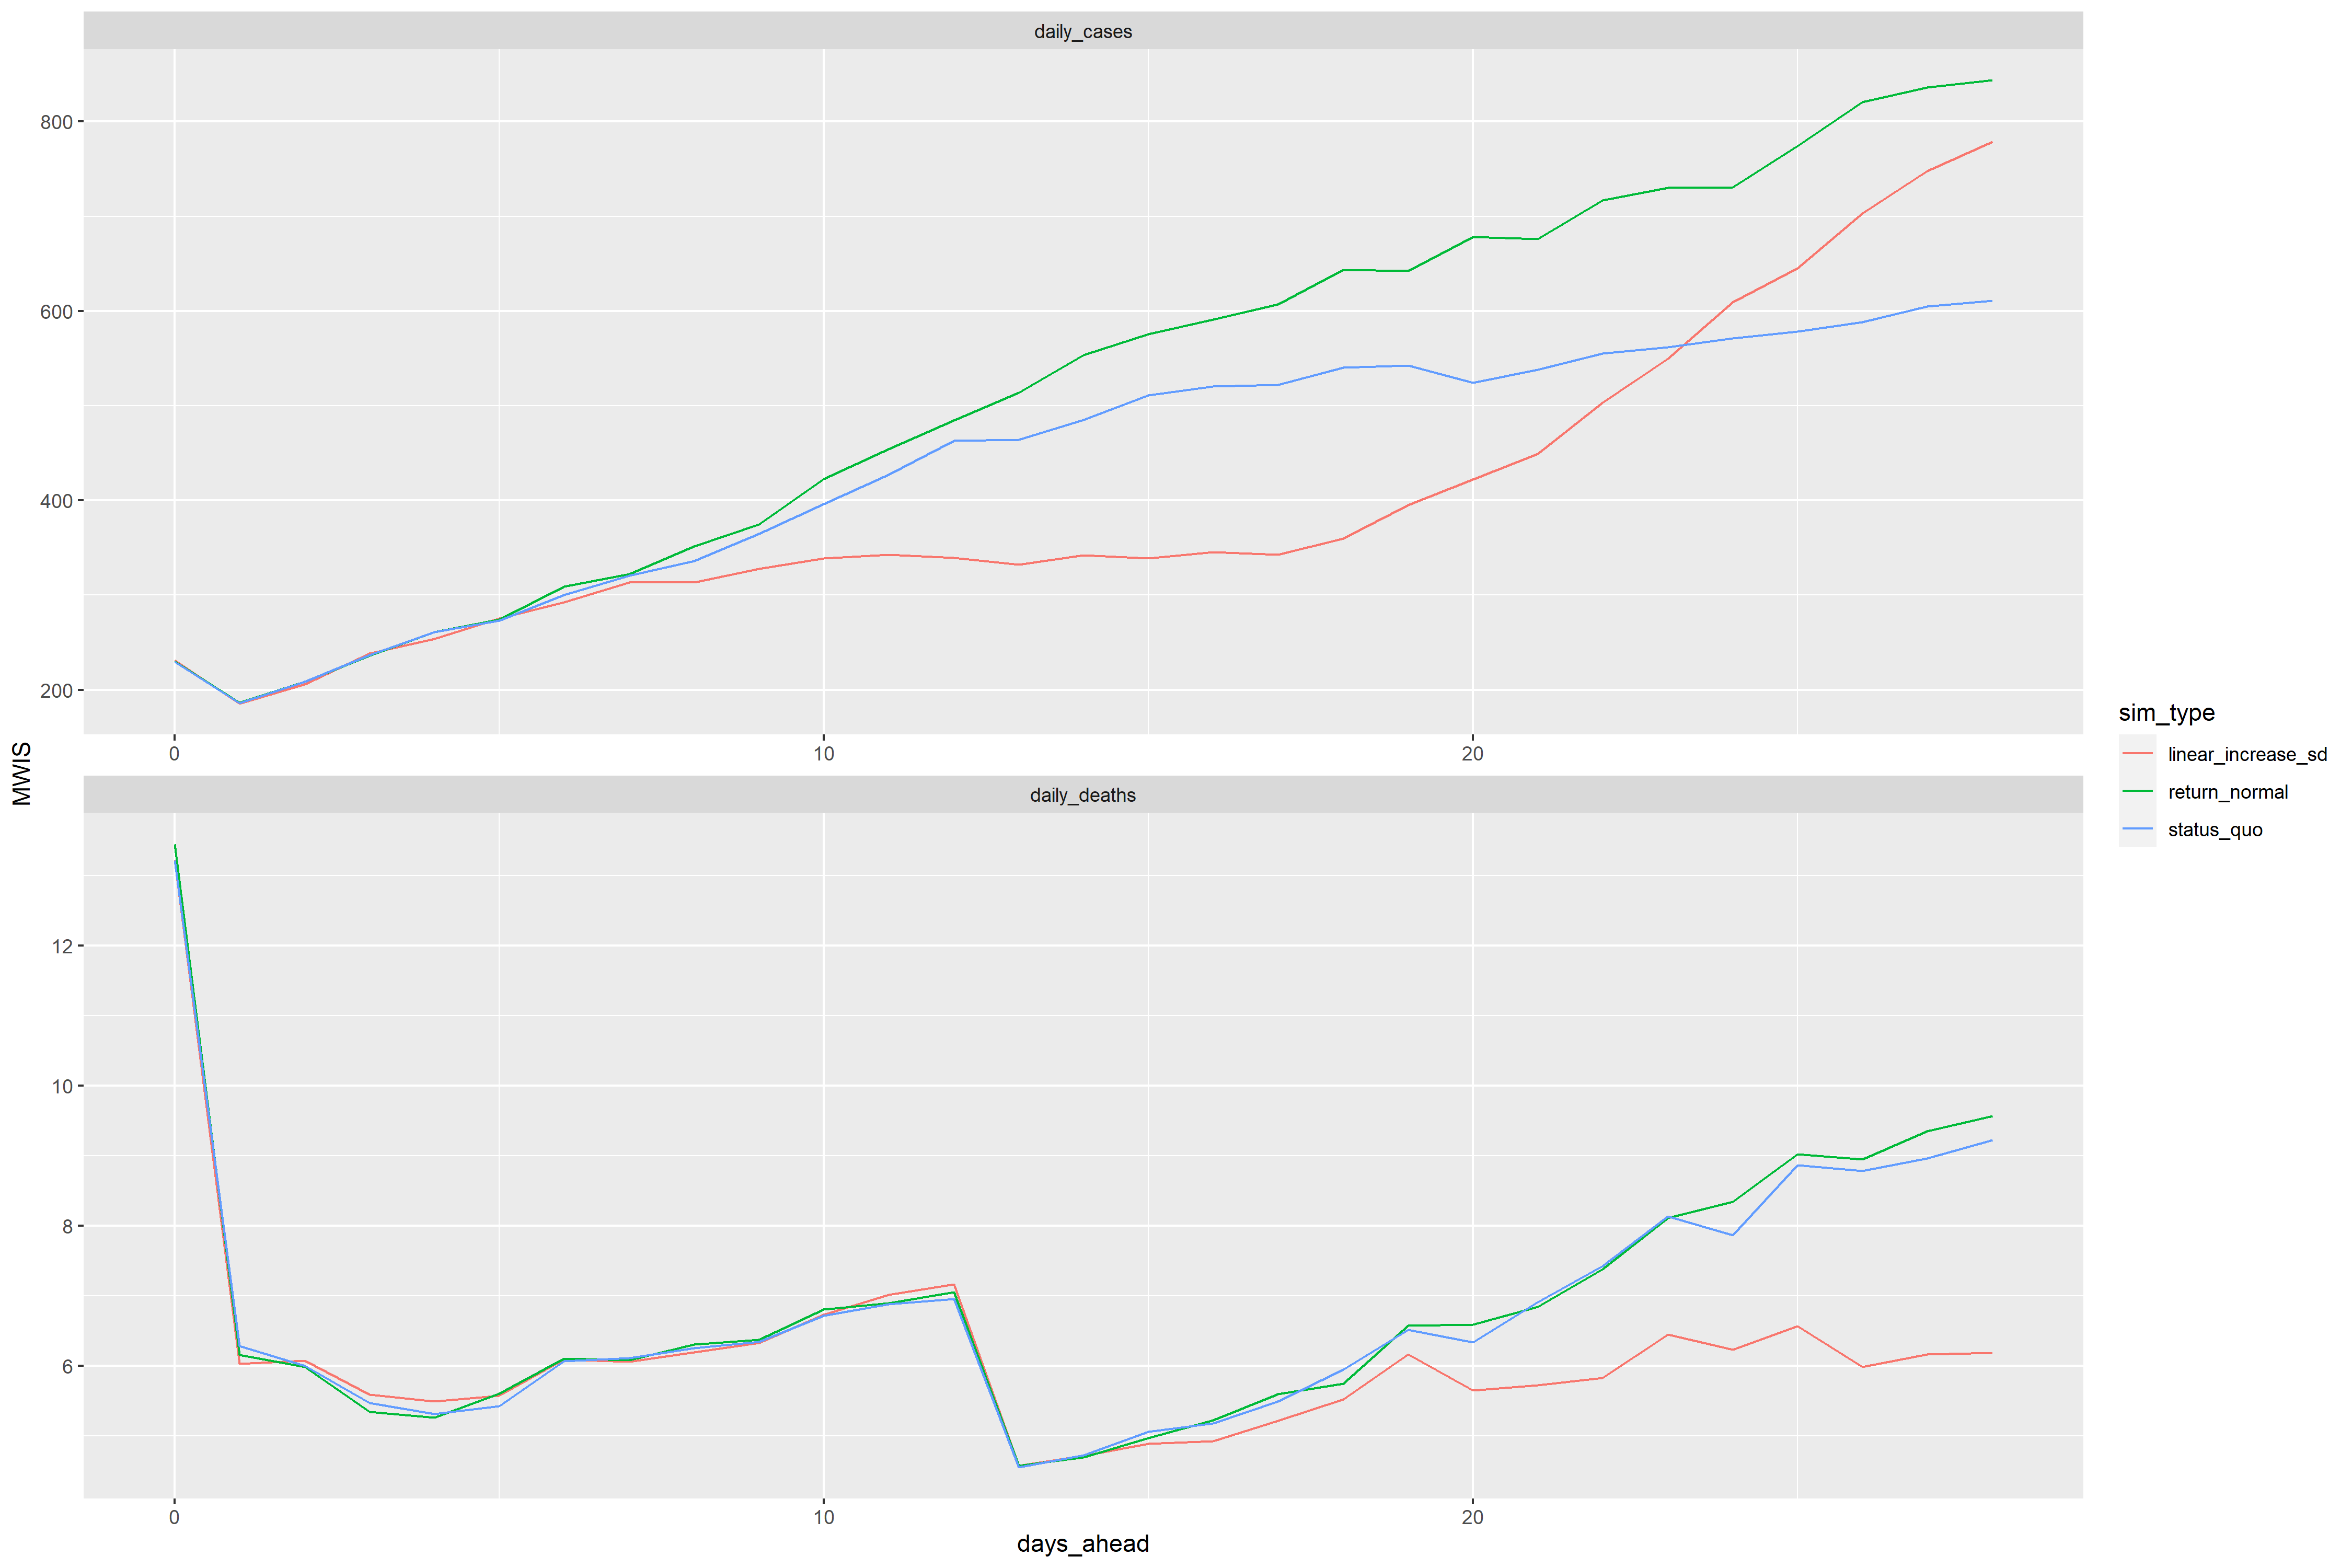 daily_cases
800
600
400
200
0 10 20
MWIS
daily_deaths
12
10
8
6
0 10 20
days_ahead
sim_type
linear_increase_sd
return_normal
status_quo